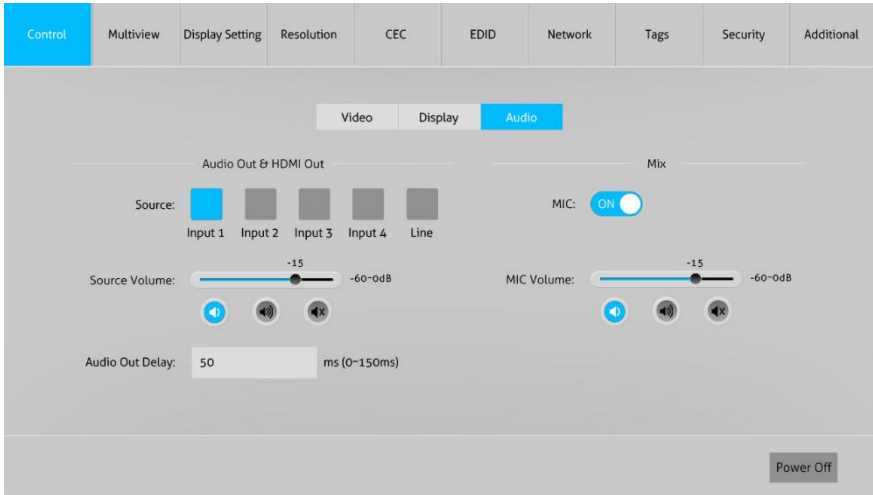 Control Multiview Display Setting Resolution CEC EDID Network Tags Security Additional
Video Display Audio
Audio Out & HDMI Out
Source:
Input 1 Input 2 Input 3 Input 4 Line
-15
Source Volume: -60~0dB
Audio Out Delay: 50 ms (0~150ms)
Mix
MIC: ON
-15
MIC Volume: -60~0dB
Power Off